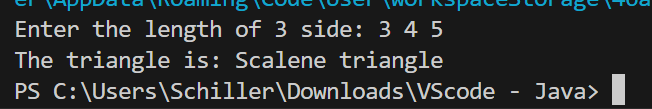 Enter the length of 3 side: 3 4 5
The triangle is: Scalene triangle
PS C:\Users\Schiller\Downloads\VScode - Java>